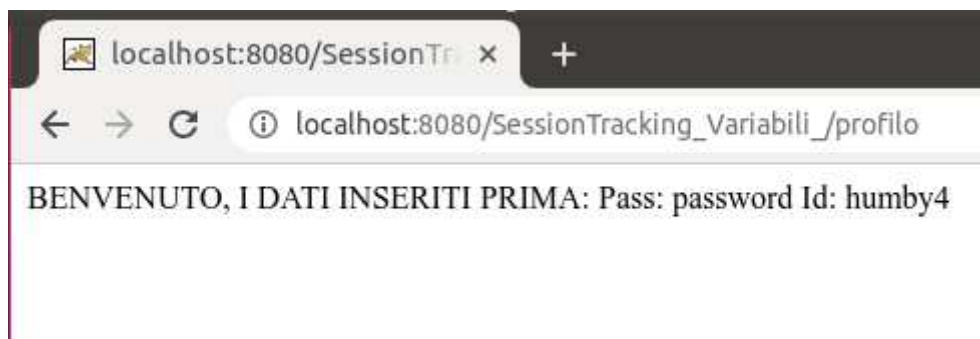 localhost:8080/SessionTr
localhost:8080/SessionTracking_Variabili_/profilo
BENVENUTO, I DATI INSERITI PRIMA: Pass: password Id: humby4